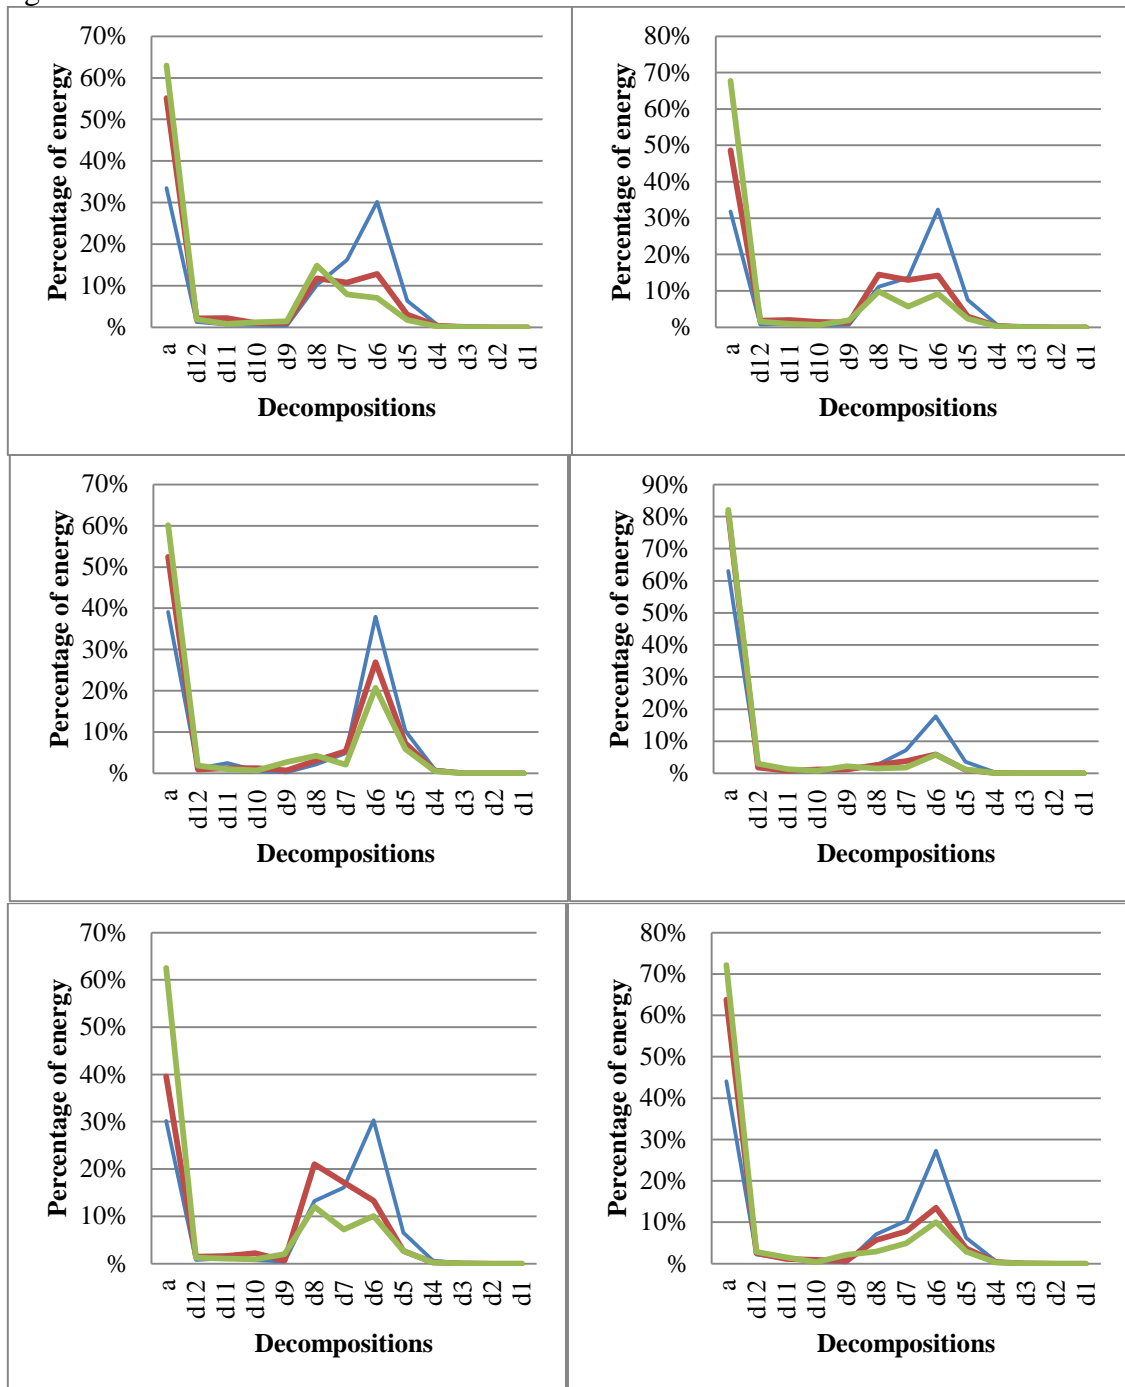 70%
60%
50%
40%
30%
20%
10%
%
Percentage of energy
a
d12
d11
d10
d9
d8
d7
d6
d5
d4
d3
d2
d1
Decompositions
80%
70%
60%
50%
40%
30%
20%
10%
%
Percentage of energy
a
d12
d11
d10
d9
d8
d7
d6
d5
d4
d3
d2
d1
Decompositions
70%
60%
50%
40%
30%
20%
10%
%
Percentage of energy
a
d12
d11
d10
d9
d8
d7
d6
d5
d4
d3
d2
d1
Decompositions
90%
80%
70%
60%
50%
40%
30%
20%
10%
%
Percentage of energy
a
d12
d11
d10
d9
d8
d7
d6
d5
d4
d3
d2
d1
Decompositions
70%
60%
50%
40%
30%
20%
10%
%
Percentage of energy
a
d12
d11
d10
d9
d8
d7
d6
d5
d4
d3
d2
d1
Decompositions
80%
70%
60%
50%
40%
30%
20%
10%
%
Percentage of energy
a
d12
d11
d10
d9
d8
d7
d6
d5
d4
d3
d2
d1
Decompositions